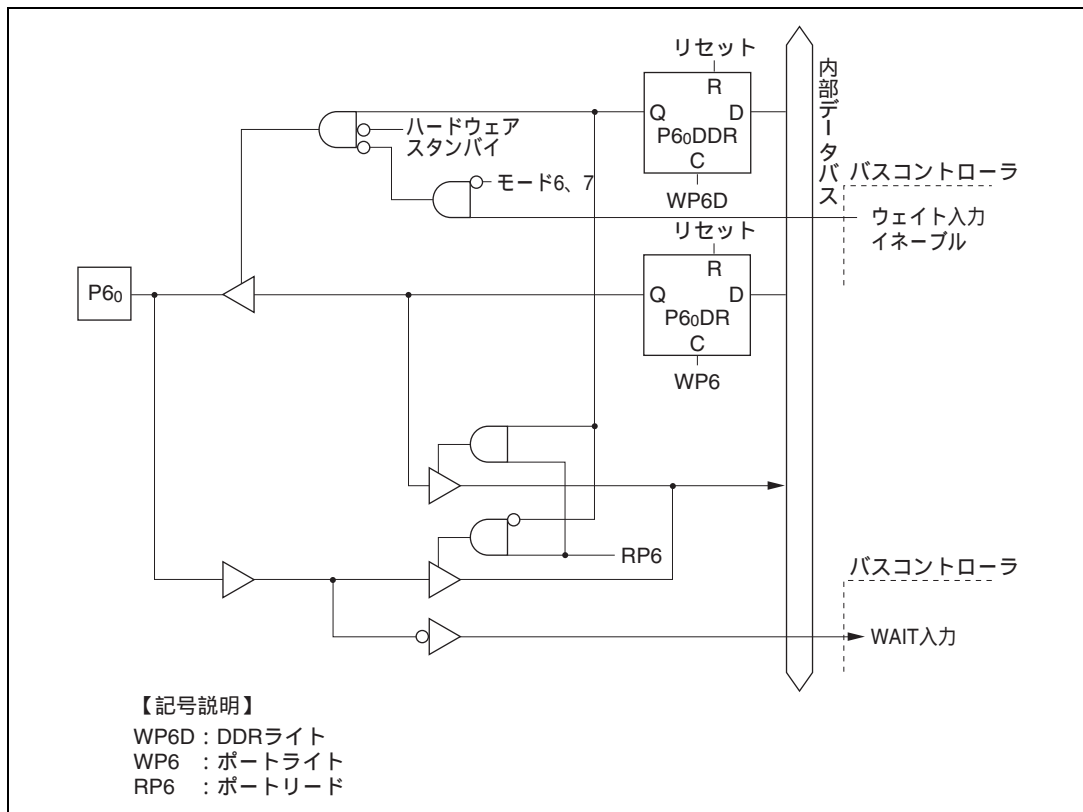 リセット
R
Q D
P6₀DDR
C
WP6D
内部データバス
ハードウェア
スタンバイ
モード6、7
バスコントローラ
ウェイト入力
イネーブル
リセット
R
Q D
P6₀DR
C
WP6
P6₀
RP6
バスコントローラ
WAIT入力
【記号説明】
WP6D : DDRライト
WP6 : ポートライト
RP6 : ポートリード